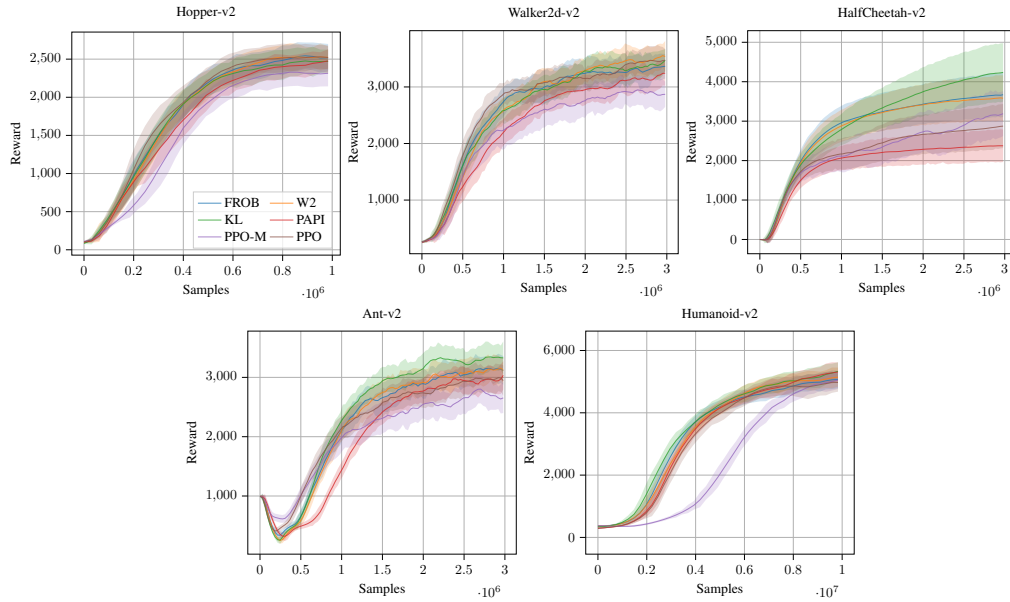 Hopper-v2
Reward
2,500
2,000
1,500
1,000
500
0
FROB W2
KL PAPI
PPO-M PPO
0 0.2 0.4 0.6 0.8 1
Samples
·10^6
Walker2d-v2
Reward
3,000
2,000
1,000
0 0.5 1 1.5 2 2.5 3
Samples
·10^6
HalfCheetah-v2
Reward
5,000
4,000
3,000
2,000
1,000
0
0 0.5 1 1.5 2 2.5 3
Samples
·10^6
Ant-v2
Reward
3,000
2,000
1,000
0 0.5 1 1.5 2 2.5 3
Samples
·10^6
Humanoid-v2
Reward
6,000
4,000
2,000
0
0 0.2 0.4 0.6 0.8 1
Samples
·10^7